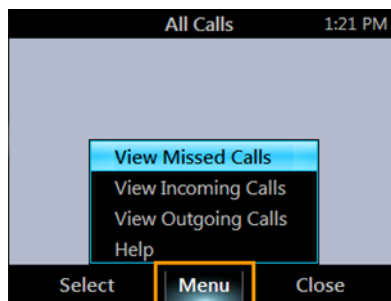 All Calls 1:21 PM
View Missed Calls
View Incoming Calls
View Outgoing Calls
Help
Select Menu Close